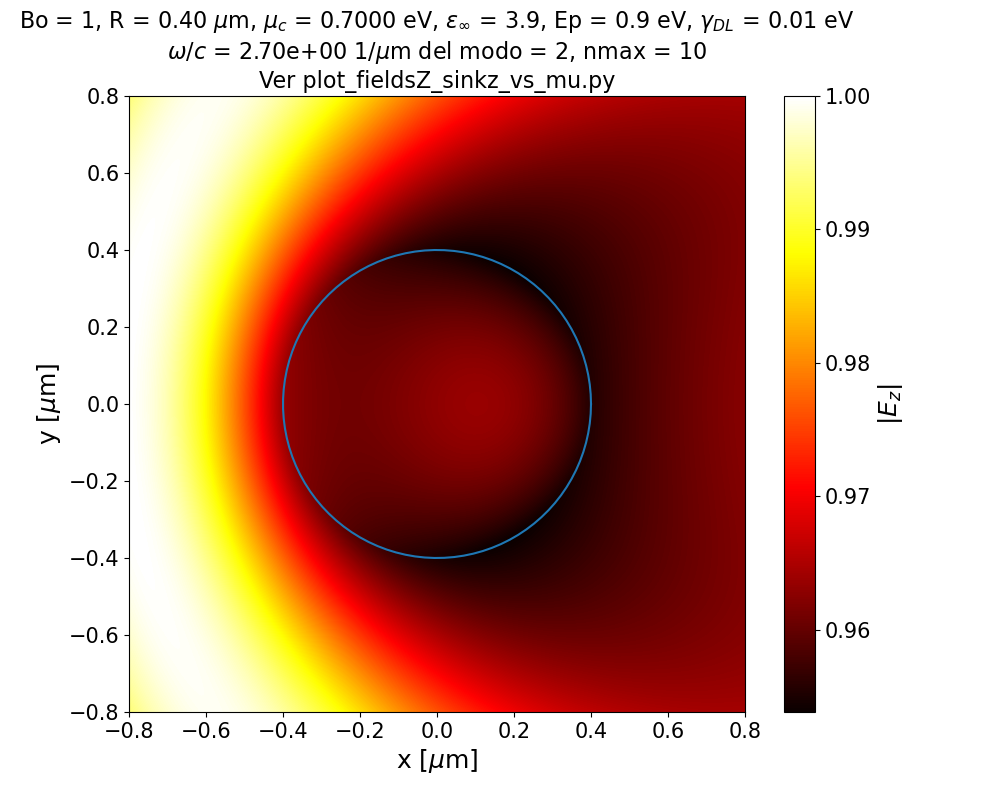 Bo = 1, R = 0.40 μm, μc = 0.7000 eV, ε∞ = 3.9, Ep = 0.9 eV, γDL = 0.01 eV
ω/c = 2.70e+00 1/μm del modo = 2, nmax = 10
Ver plot_fieldsZ_sinkz_vs_mu.py
0.8
0.6
0.4
0.2
0.0
−0.2
−0.4
−0.6
−0.8
y [μm]
−0.8 −0.6 −0.4 −0.2 0.0 0.2 0.4 0.6 0.8
x [μm]
1.00
0.99
0.98
0.97
0.96
|Ez|